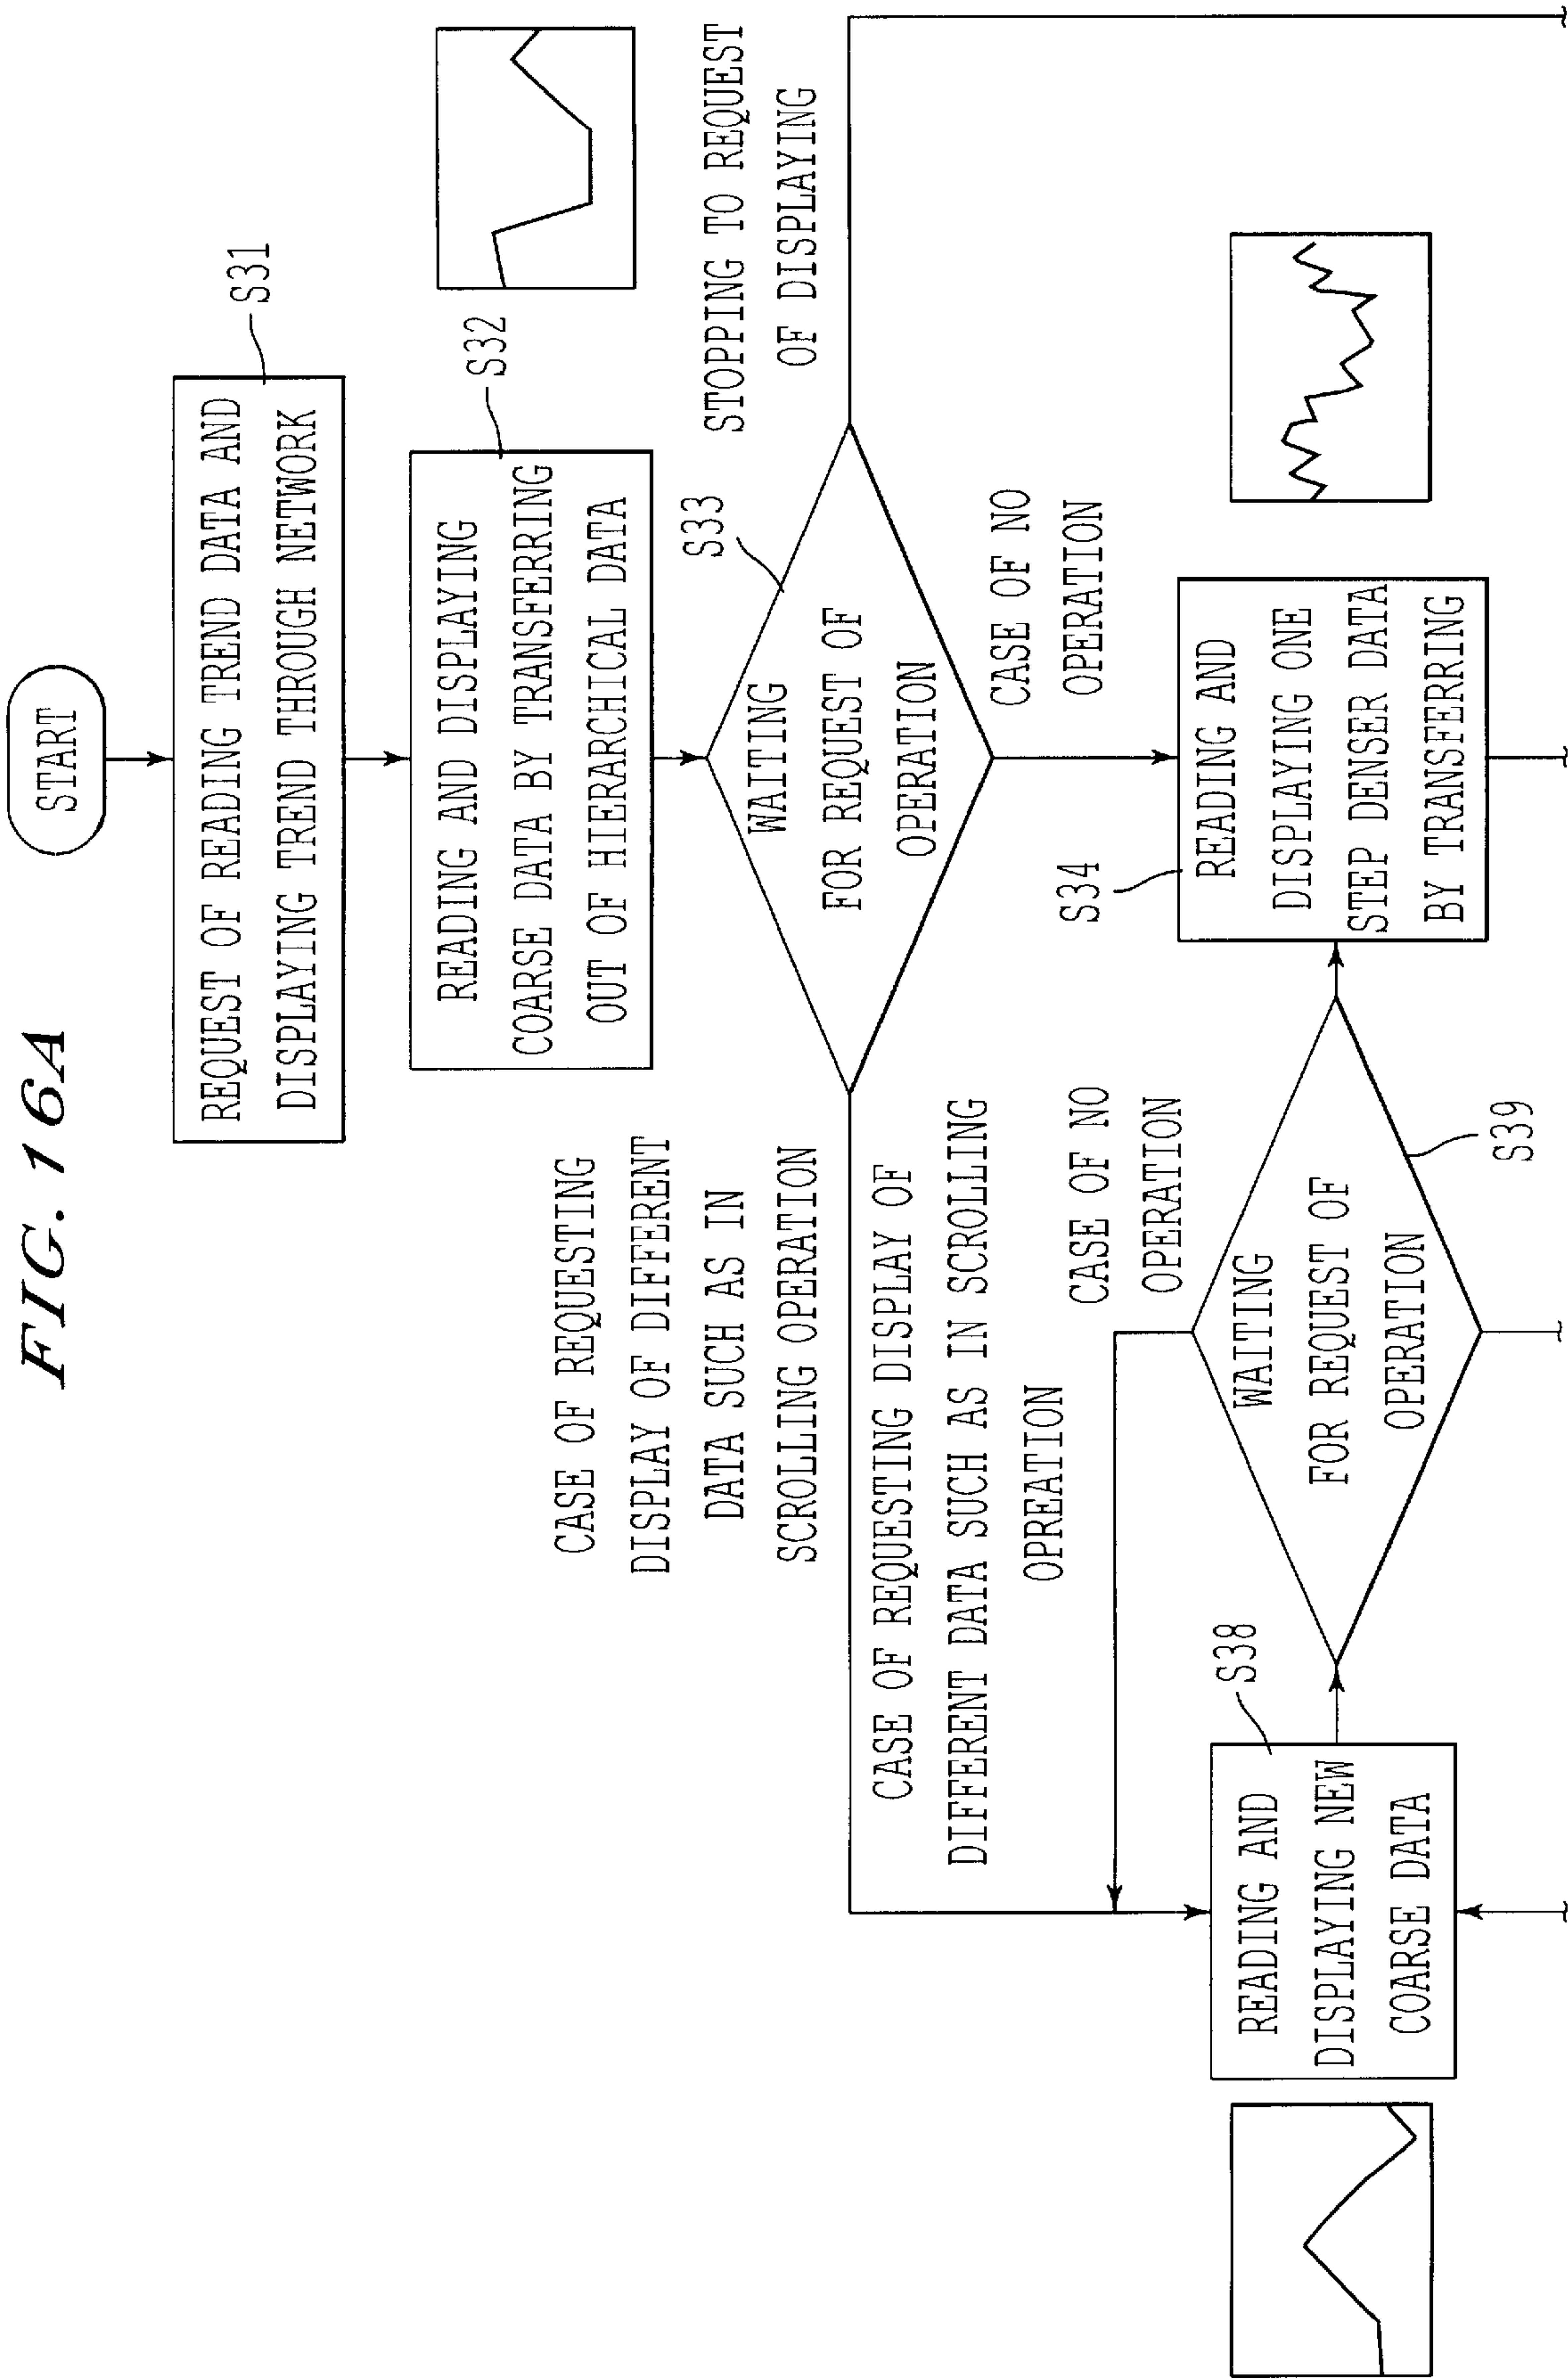 FIG. 16A
START
REQUEST OF READING TREND DATA AND
DISPLAYING TREND THROUGH NETWORK
S31
READING AND DISPLAYING
COARSE DATA BY TRANSFERRING
OUT OF HIERARCHICAL DATA
S32
WAITING
FOR REQUEST OF
OPERATION
S33
STOPPING TO REQUEST
OF DISPLAYING
CASE OF REQUESTING
DISPLAY OF DIFFERENT
DATA SUCH AS IN
SCROLLING OPERATION
CASE OF NO
OPERATION
CASE OF REQUESTING DISPLAY OF
DIFFERENT DATA SUCH AS IN SCROLLING
OPREATION
CASE OF NO
OPERATION
S38
READING AND
DISPLAYING NEW
COARSE DATA
WAITING
FOR REQUEST OF
OPERATION
S39
S34
READING AND
DISPLAYING ONE
STEP DENSER DATA
BY TRANSFERRING